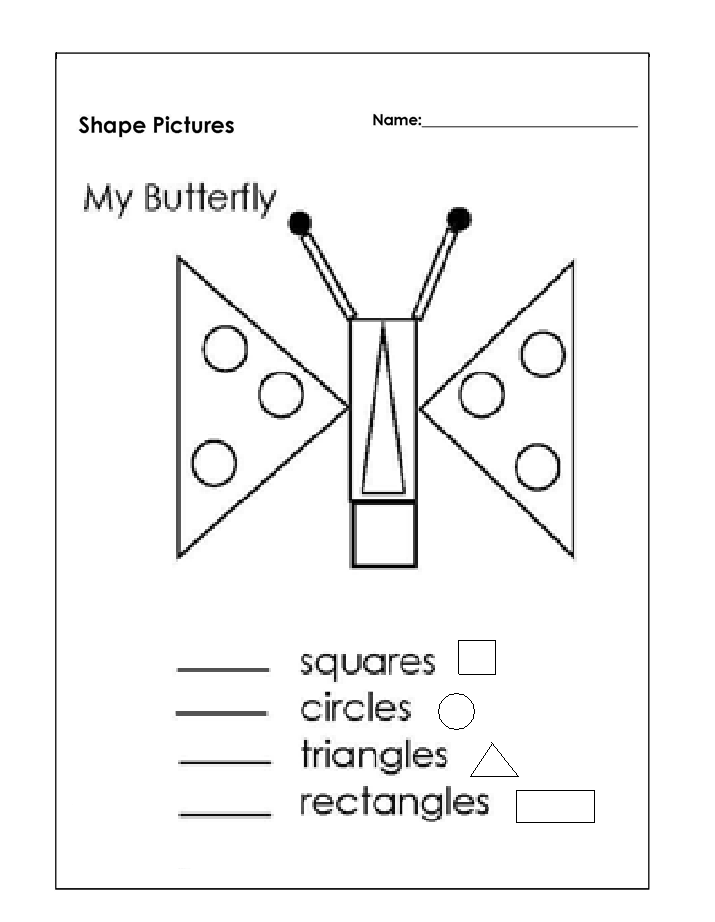 Shape Pictures Name:
My Butterfly
squares
circles
triangles
rectangles